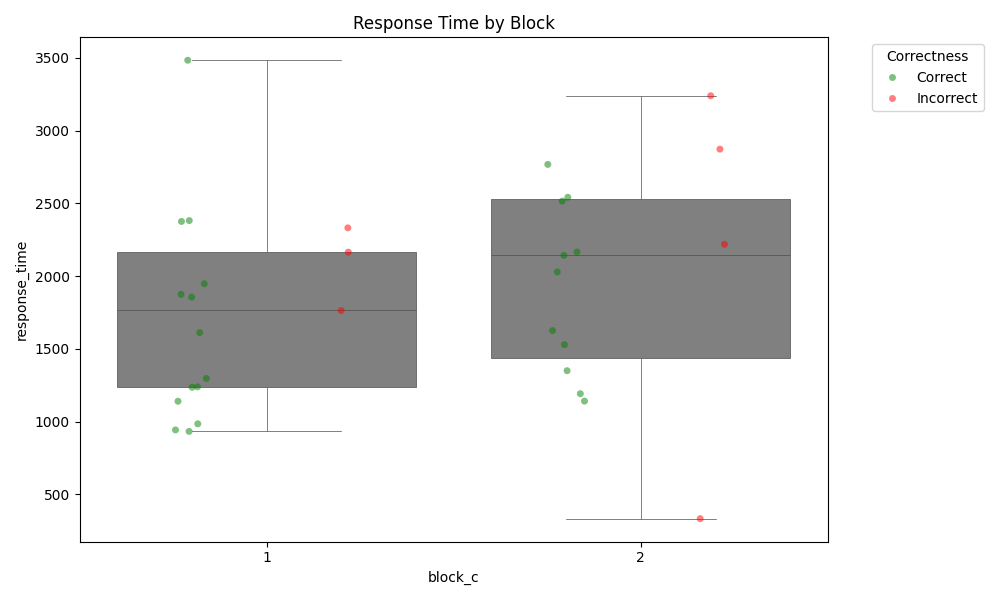 Response Time by Block
Correctness
Correct
Incorrect
response_time
3500
3000
2500
2000
1500
1000
500
1
2
block_c